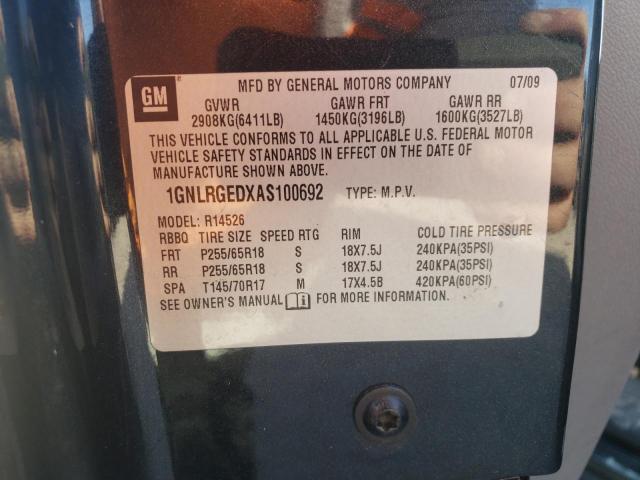 GM
MFD BY GENERAL MOTORS COMPANY 07/09
GVWR GAWR FRT GAWR RR
2908KG(6411LB) 1450KG(3196LB) 1600KG(3527LB)
THIS VEHICLE CONFORMS TO ALL APPLICABLE U.S. FEDERAL MOTOR
VEHICLE SAFETY STANDARDS IN EFFECT ON THE DATE OF
MANUFACTURE SHOWN ABOVE.
1GNLRGEDXAS100692 TYPE: M.P.V.
MODEL: R14526
RBBQ TIRE SIZE SPEED RTG RIM COLD TIRE PRESSURE
FRT P255/65R18 S 18X7.5J 240KPA(35PSI)
RR P255/65R18 S 18X7.5J 240KPA(35PSI)
SPA T145/70R17 M 17X4.5B 420KPA(60PSI)
SEE OWNER'S MANUAL FOR MORE INFORMATION.